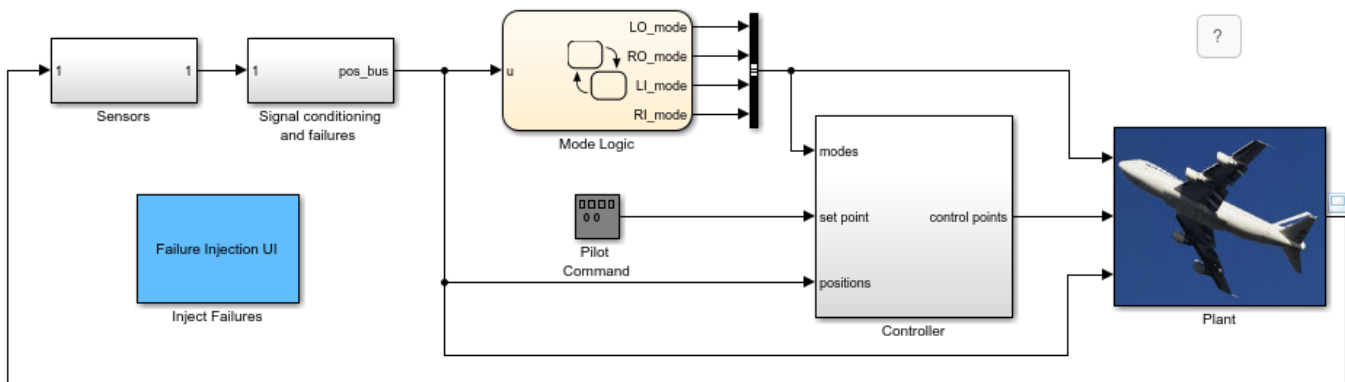 1
1
Sensors
1
pos_bus
Signal conditioning
and failures
u
LO_mode
RO_mode
LI_mode
RI_mode
Mode Logic
?
Failure Injection UI
Inject Failures
Pilot
Command
modes
set point
positions
control points
Controller
Plant